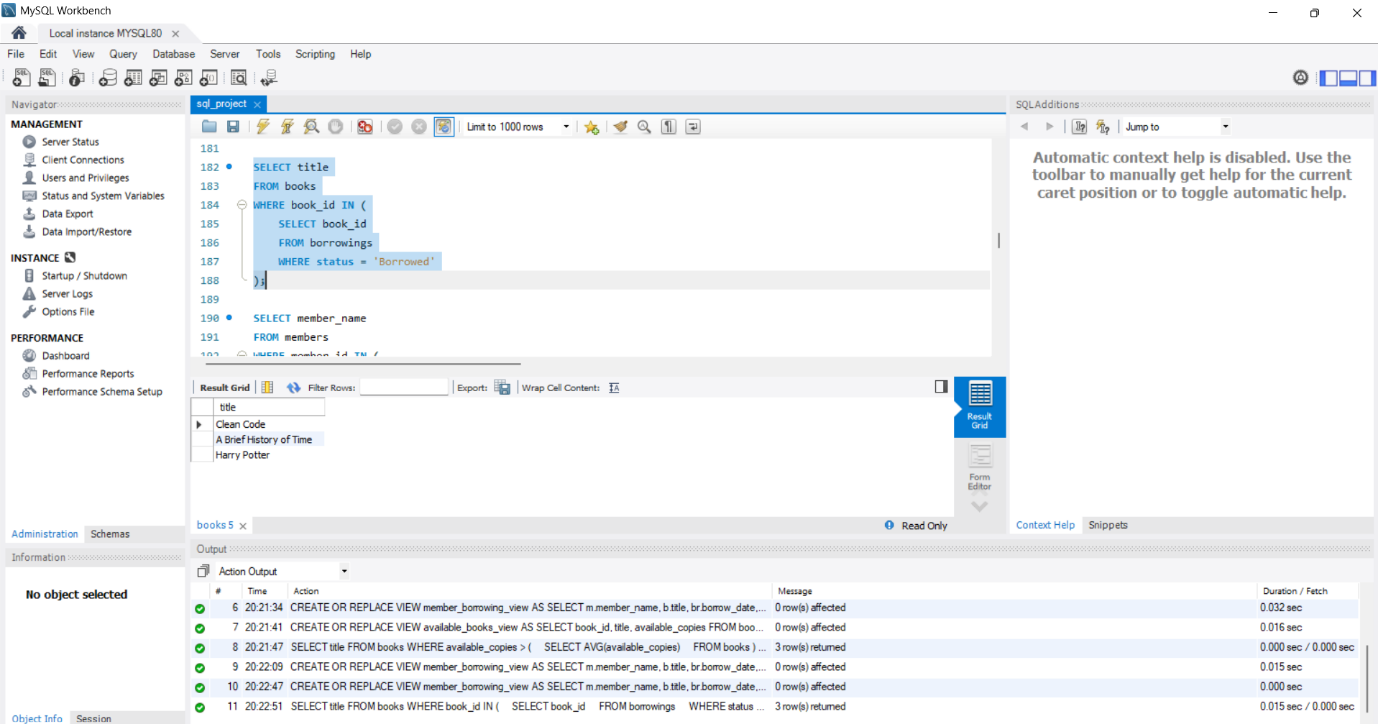 MySQL Workbench
Local instance MYSQL80
File Edit View Query Database Server Tools Scripting Help
Navigator
MANAGEMENT
Server Status
Client Connections
Users and Privileges
Status and System Variables
Data Export
Data Import/Restore
INSTANCE
Startup / Shutdown
Server Logs
Options File
PERFORMANCE
Dashboard
Performance Reports
Performance Schema Setup
Administration Schemas
Information
No object selected
Object Info Session
sql_project
Limit to 1000 rows
181
182 SELECT title
183 FROM books
184 WHERE book_id IN (
185 SELECT book_id
186 FROM borrowings
187 WHERE status = 'Borrowed'
188 );
189
190 SELECT member_name
191 FROM members
192 WHERE member_id IN (
Result Grid Filter Rows: Export: Wrap Cell Content:
title
Clean Code
A Brief History of Time
Harry Potter
Result
Grid
Form
Editor
books 5 Read Only
SQLAdditions
Jump to
Automatic context help is disabled. Use the
toolbar to manually get help for the current
caret position or to toggle automatic help.
Context Help Snippets
Output
Action Output
# Time Action Message Duration / Fetch
6 20:21:34 CREATE OR REPLACE VIEW member_borrowing_view AS SELECT m.member_name, b.title, br.borrow_date,... 0 row(s) affected 0.032 sec
7 20:21:41 CREATE OR REPLACE VIEW available_books_view AS SELECT book_id, title, available_copies FROM boo... 0 row(s) affected 0.016 sec
8 20:21:47 SELECT title FROM books WHERE available_copies > ( SELECT AVG(available_copies) FROM books ) ... 3 row(s) returned 0.000 sec / 0.000 sec
9 20:22:09 CREATE OR REPLACE VIEW member_borrowing_view AS SELECT m.member_name, b.title, br.borrow_date,... 0 row(s) affected 0.015 sec
10 20:22:47 CREATE OR REPLACE VIEW member_borrowing_view AS SELECT m.member_name, b.title, br.borrow_date,... 0 row(s) affected 0.000 sec
11 20:22:51 SELECT title FROM books WHERE book_id IN ( SELECT book_id FROM borrowings WHERE status ... 3 row(s) returned 0.015 sec / 0.000 sec